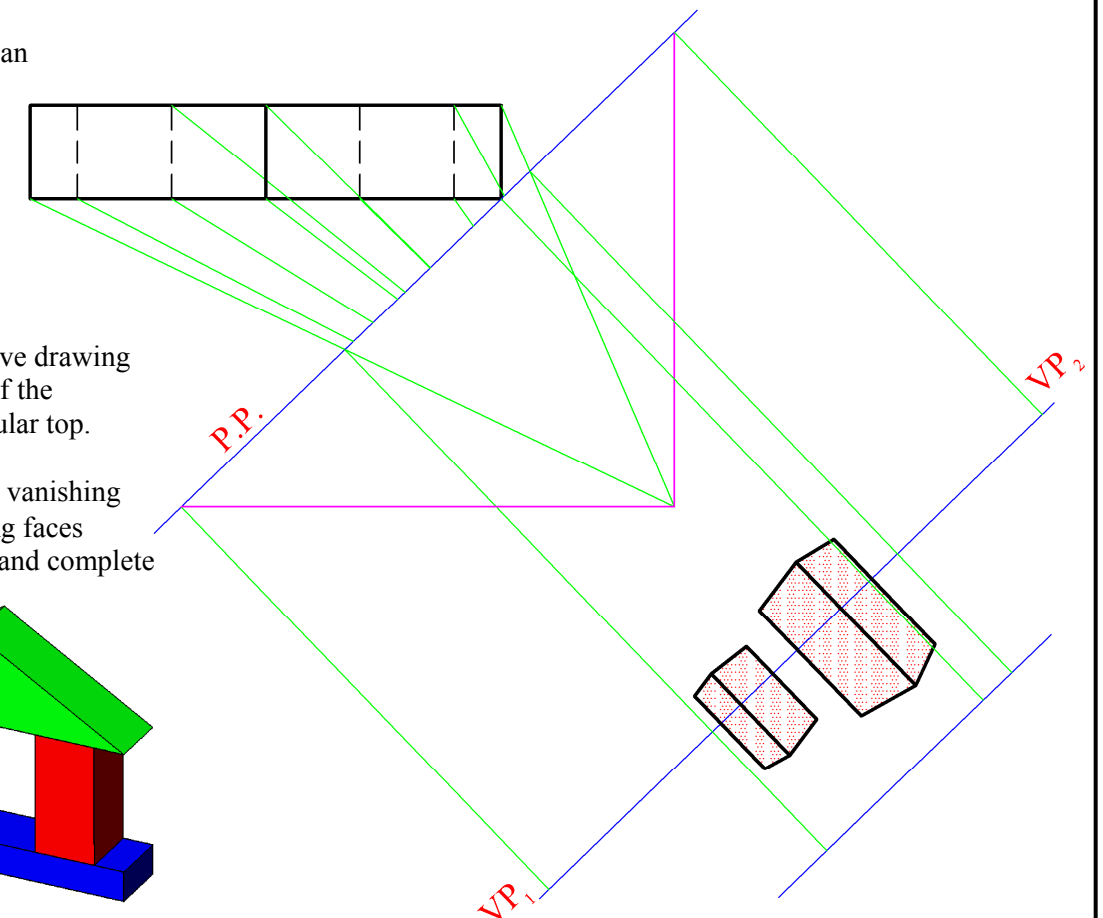 an
ve drawing
f the
ular top.
vanishing
g faces
and complete
P.P.
VP2
VP1